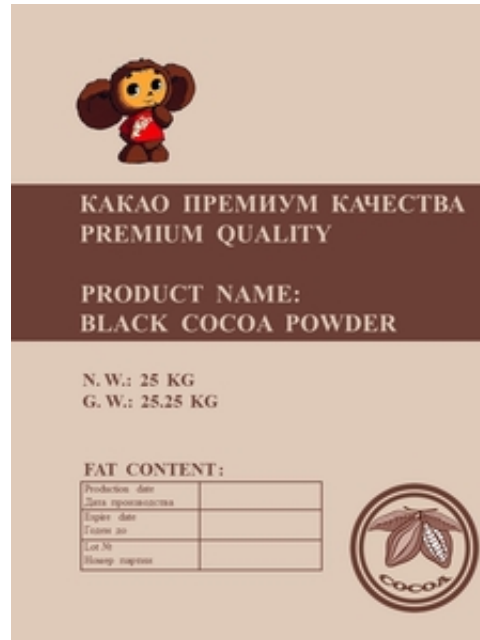 КАКАО ПРЕМИУМ КАЧЕСТВА
PREMIUM QUALITY
PRODUCT NAME:
BLACK COCOA POWDER
N. W.: 25 KG
G. W.: 25.25 KG
FAT CONTENT:
Production date
Дата производства
Expire date
Годен до
Lot №
Номер партии
COCOA